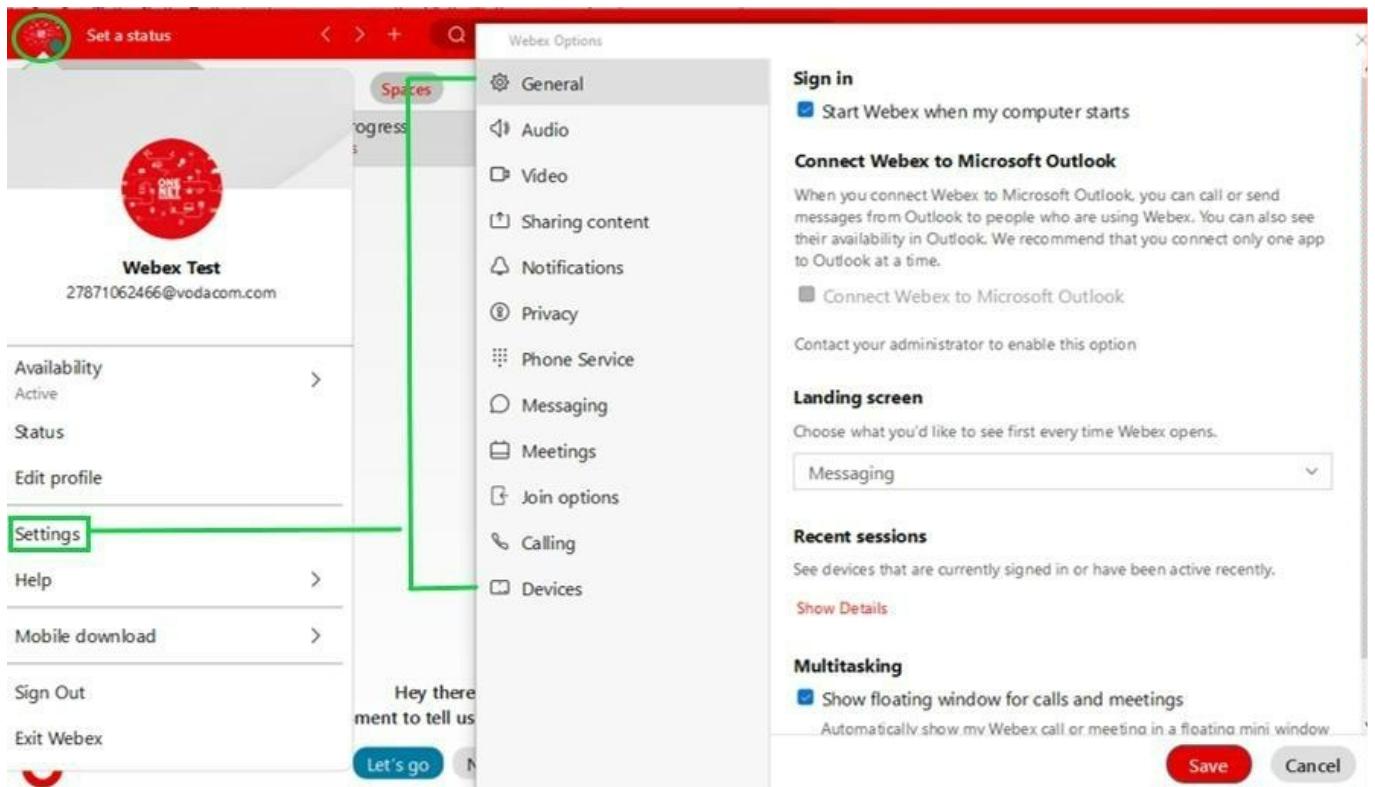 Set a status
Spaces
ogress
s
ONE
NET
Webex Test
27871062466@vodacom.com
Availability
Active
Status
Edit profile
Settings
Help
Mobile download
Sign Out
Exit Webex
Hey there
ment to tell us
Let's go
N
Webex Options
General
Audio
Video
Sharing content
Notifications
Privacy
Phone Service
Messaging
Meetings
Join options
Calling
Devices
Sign in
Start Webex when my computer starts
Connect Webex to Microsoft Outlook
When you connect Webex to Microsoft Outlook, you can call or send
messages from Outlook to people who are using Webex. You can also see
their availability in Outlook. We recommend that you connect only one app
to Outlook at a time.
Connect Webex to Microsoft Outlook
Contact your administrator to enable this option
Landing screen
Choose what you'd like to see first every time Webex opens.
Messaging
Recent sessions
See devices that are currently signed in or have been active recently.
Show Details
Multitasking
Show floating window for calls and meetings
Automatically show my Webex call or meeting in a floating mini window
Save
Cancel